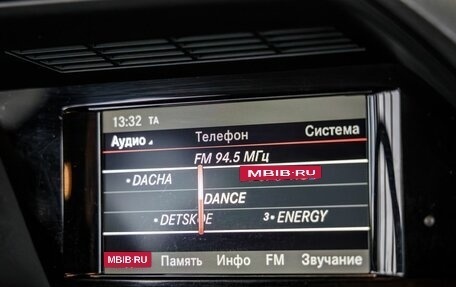 13:32 TA
Аудио Телефон Система
FM 94.5 МГц
• DACHA MBIB.RU
• DANCE
• DETSKOE 3• ENERGY
MBIB.RU Память Инфо FM Звучание